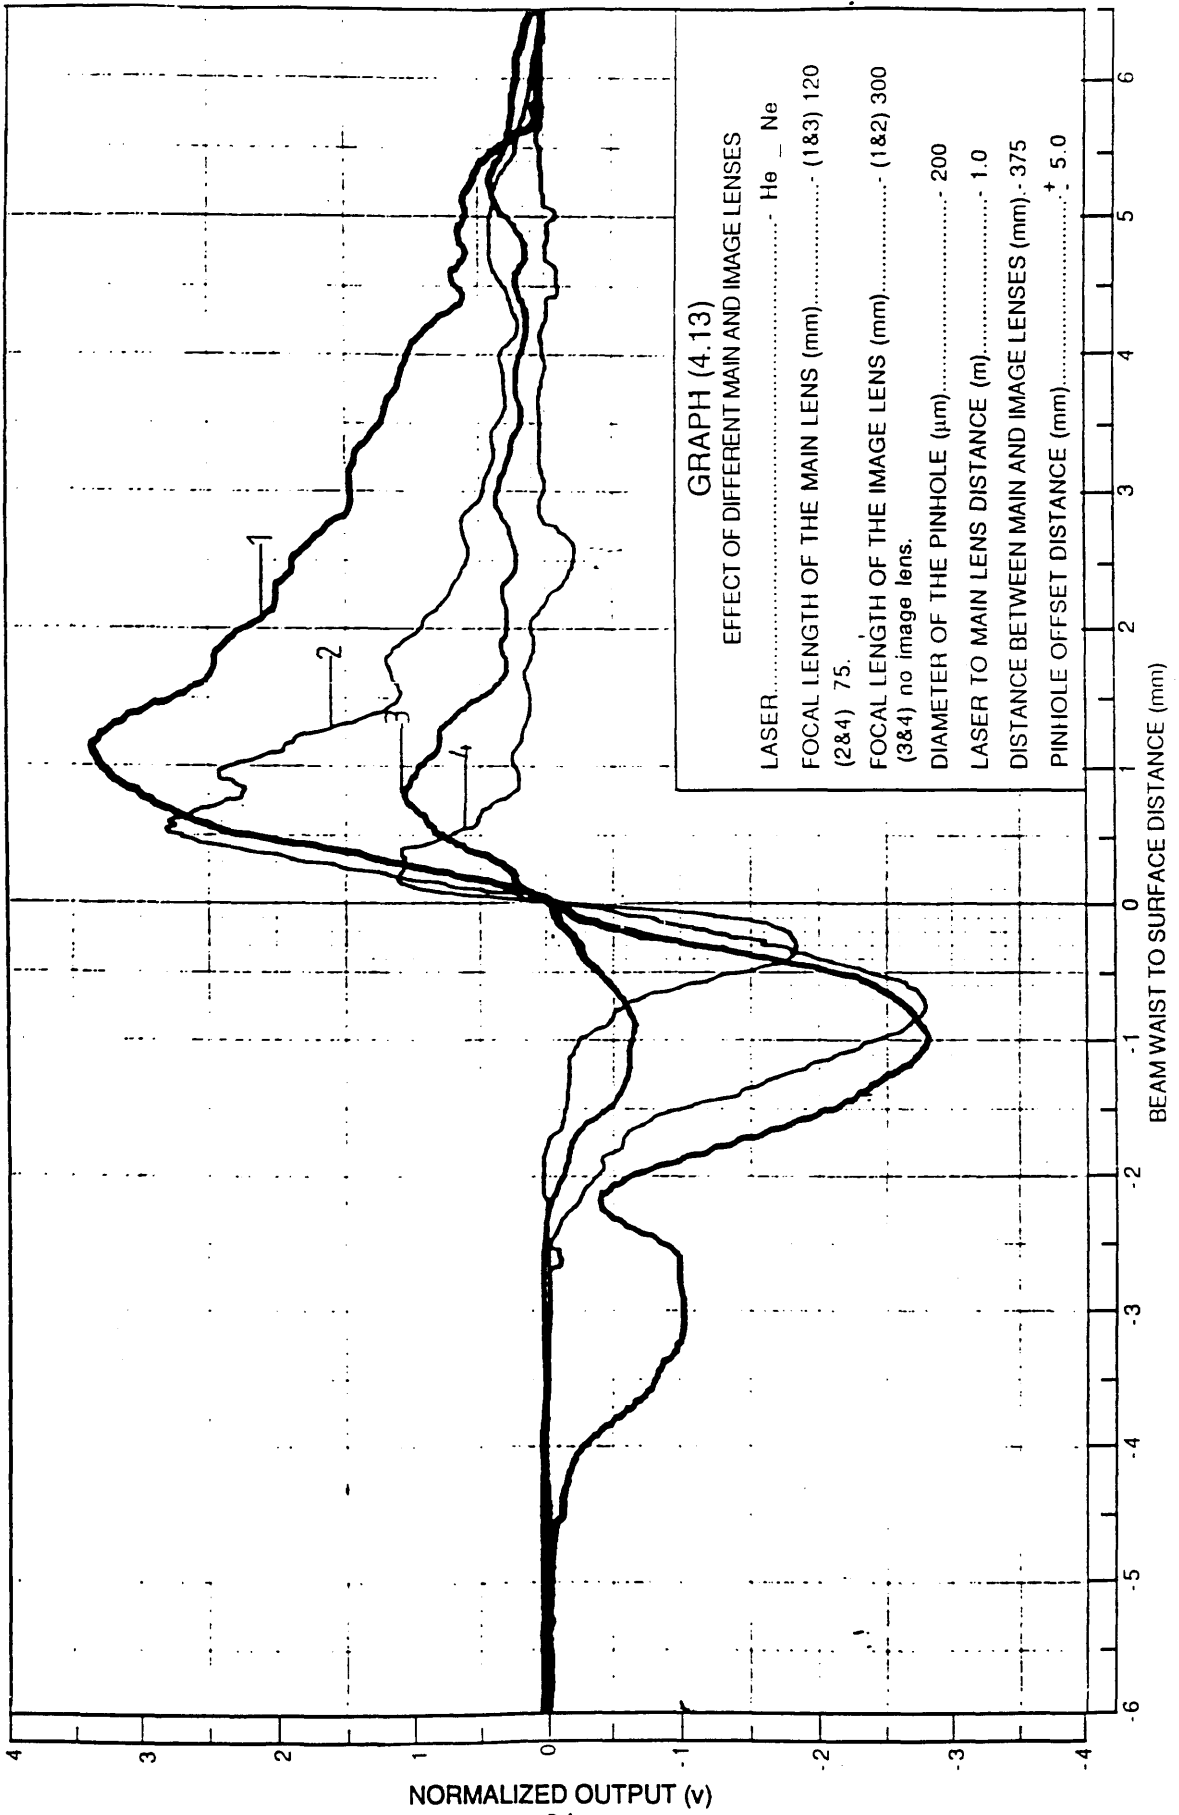 GRAPH (4.13)
EFFECT OF DIFFERENT MAIN AND IMAGE LENSES
LASER..............................- He _ Ne
FOCAL LENGTH OF THE MAIN LENS (mm)..............- (1&3) 120
(2&4) 75.
FOCAL LENGTH OF THE IMAGE LENS (mm)............- (1&2) 300
(3&4) no image lens.
DIAMETER OF THE PINHOLE (µm)........................- 200
LASER TO MAIN LENS DISTANCE (m)..................- 1.0
DISTANCE BETWEEN MAIN AND IMAGE LENSES (mm).- 375
PINHOLE OFFSET DISTANCE (mm)........................- + 5.0
1
2
3
4
4
3
2
1
0
-1
-2
-3
-4
NORMALIZED OUTPUT (v)
-6
-5
-4
-3
-2
-1
0
1
2
3
4
5
6
BEAM WAIST TO SURFACE DISTANCE (mm)